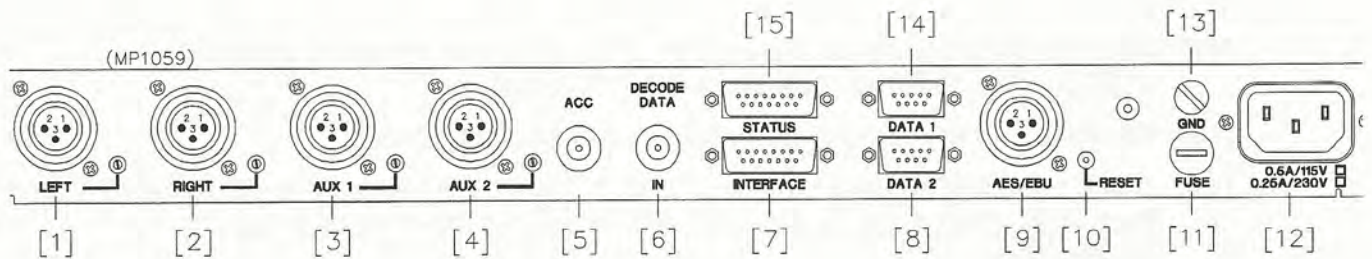 [15] [14] [13]
(MP1059)
2 1 3
2 1 3
2 1 3
2 1 3
ACC
DECODE DATA
IN
STATUS
INTERFACE
DATA 1
DATA 2
2 1 3
GND
FUSE
0.5A/115V
0.25A/230V
LEFT
RIGHT
AUX 1
AUX 2
AES/EBU
RESET
[1] [2] [3] [4] [5] [6] [7] [8] [9] [10] [11] [12]